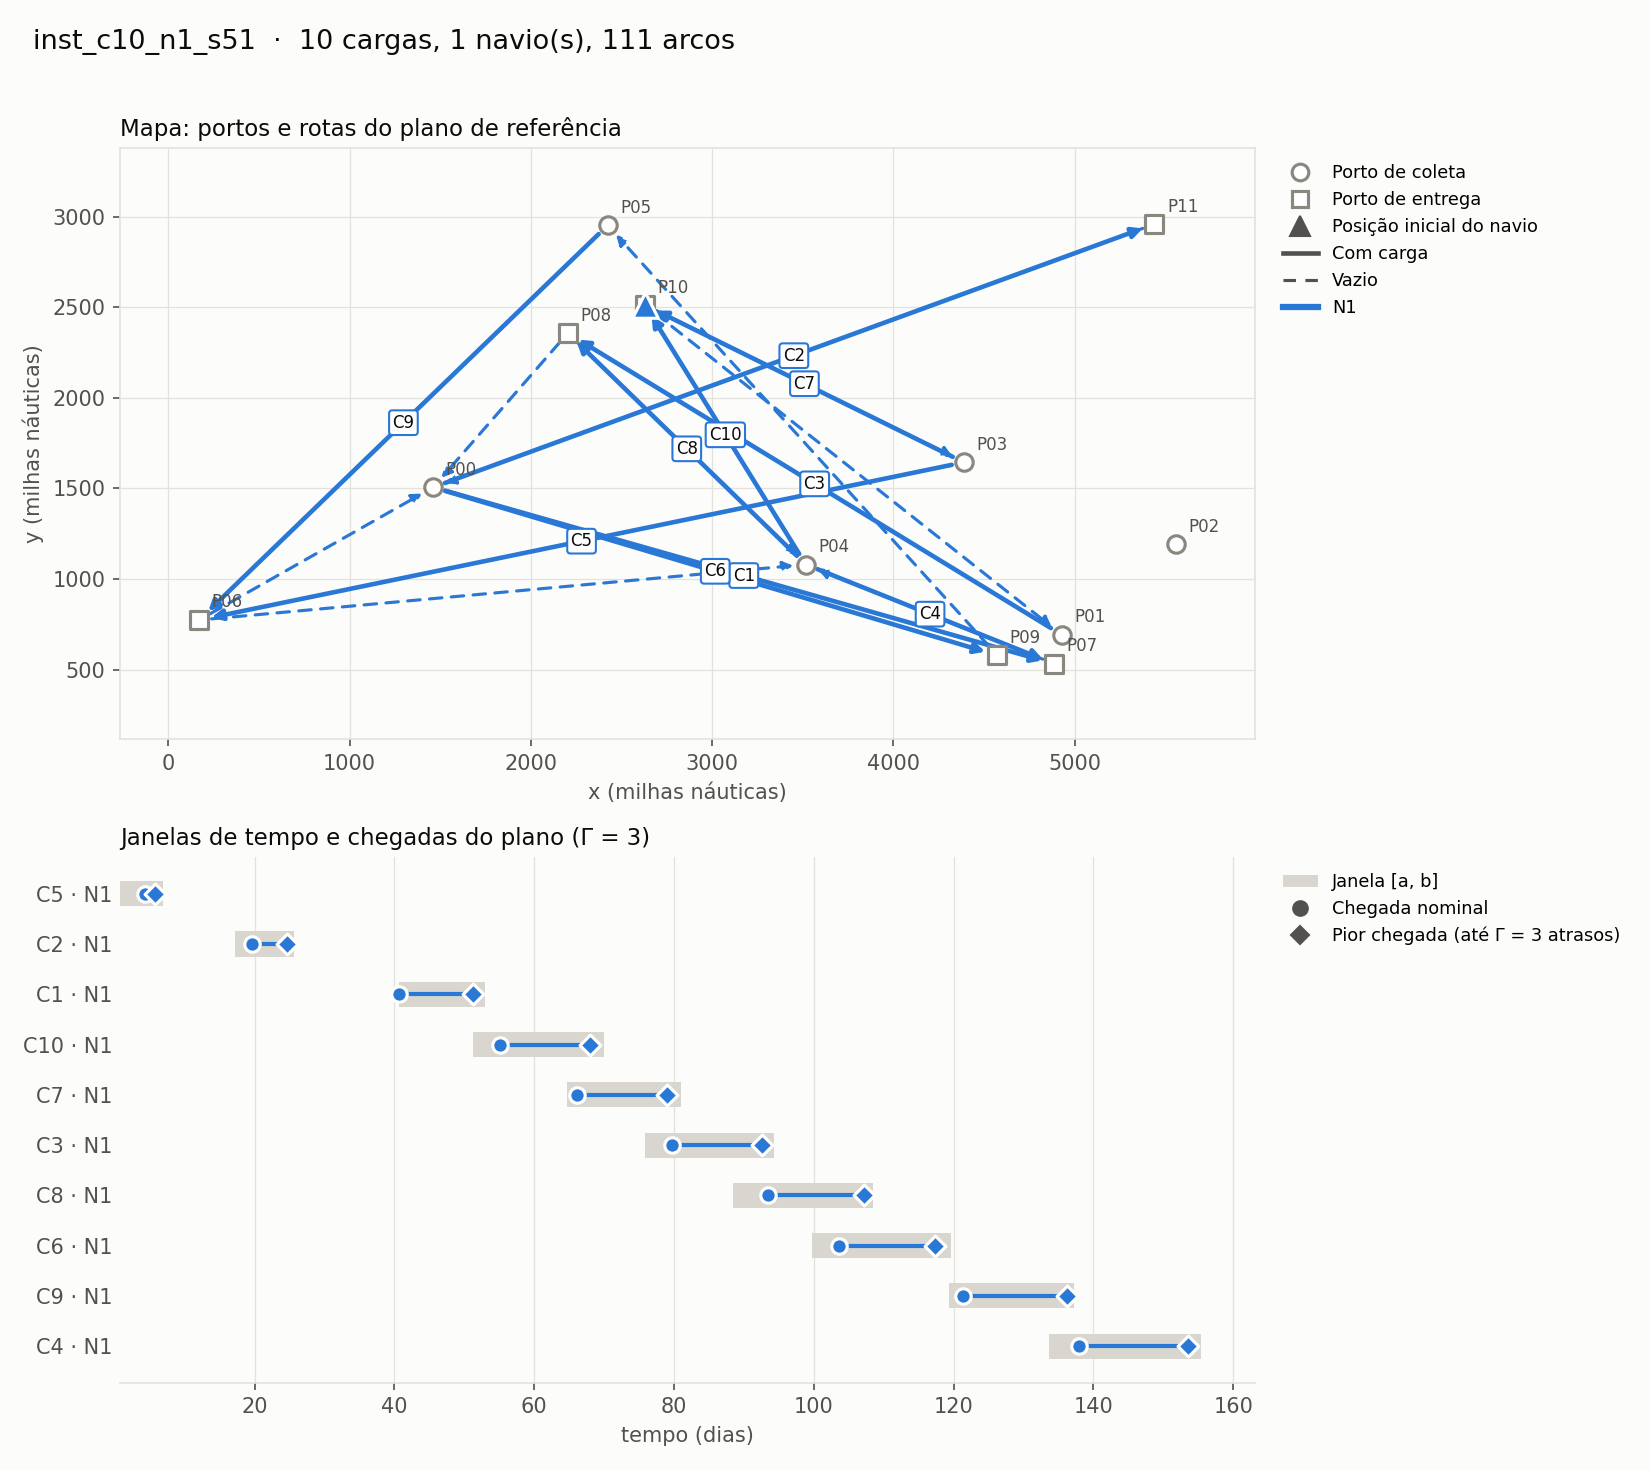 inst_c10_n1_s51 · 10 cargas, 1 navio(s), 111 arcos
Mapa: portos e rotas do plano de referência
y (milhas náuticas)
3000
2500
2000
1500
1000
500
0
1000
2000
3000
4000
5000
x (milhas náuticas)
P05
P11
P10
P08
C2
C7
C9
C10
C8
P03
P00
C3
C5
P02
P04
C6
C1
P06
C4
P01
P09
P07
Porto de coleta
Porto de entrega
Posição inicial do navio
Com carga
Vazio
N1
Janelas de tempo e chegadas do plano (Γ = 3)
C5 · N1
C2 · N1
C1 · N1
C10 · N1
C7 · N1
C3 · N1
C8 · N1
C6 · N1
C9 · N1
C4 · N1
20
40
60
80
100
120
140
160
tempo (dias)
Janela [a, b]
Chegada nominal
Pior chegada (até Γ = 3 atrasos)